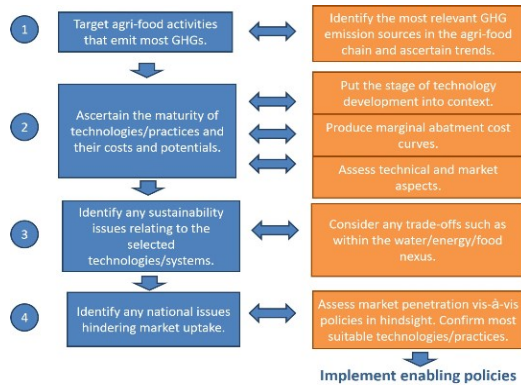 1
Target agri-food activities
that emit most GHGs.
Identify the most relevant GHG
emission sources in the agri-food
chain and ascertain trends.
2
Ascertain the maturity of
technologies/practices and
their costs and potentials.
Put the stage of technology
development into context.
Produce marginal abatment cost
curves.
Assess technical and market
aspects.
3
Identify any sustainability
issues relating to the
selected
technologies/systems.
Consider any trade-offs such as
within the water/energy/food
nexus.
4
Identify any national issues
hindering market uptake.
Assess market penetration vis-â-vis
policies in hindsight. Confirm most
suitable technologies/practices.
Implement enabling policies